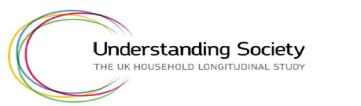 Understanding Society
THE UK HOUSEHOLD LONGITUDINAL STUDY